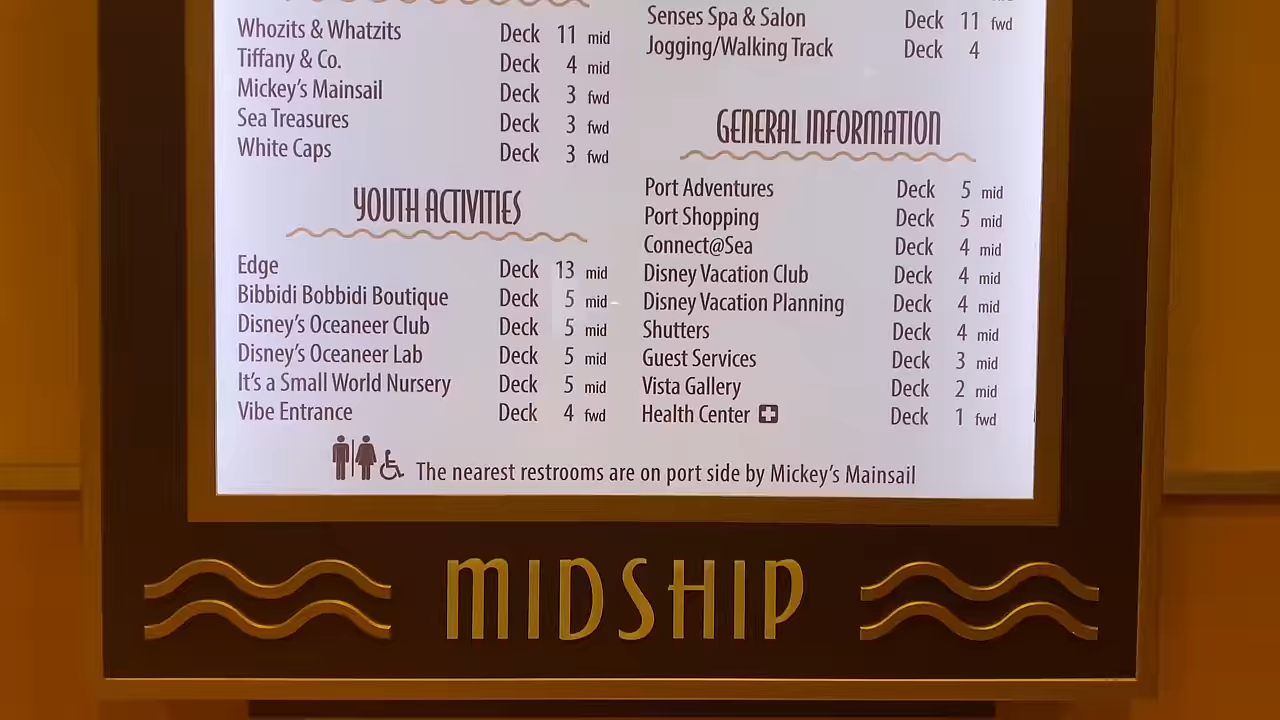 Whozits & Whatzits Deck 11 mid
Tiffany & Co. Deck 4 mid
Mickey's Mainsail Deck 3 fwd
Sea Treasures Deck 3 fwd
White Caps Deck 3 fwd
YOUTH ACTIVITIES
Edge Deck 13 mid
Bibbidi Bobbidi Boutique Deck 5 mid
Disney's Oceaneer Club Deck 5 mid
Disney's Oceaneer Lab Deck 5 mid
It's a Small World Nursery Deck 5 mid
Vibe Entrance Deck 4 fwd
Senses Spa & Salon Deck 11 fwd
Jogging/Walking Track Deck 4
GENERAL INFORMATION
Port Adventures Deck 5 mid
Port Shopping Deck 5 mid
Connect@Sea Deck 4 mid
Disney Vacation Club Deck 4 mid
Disney Vacation Planning Deck 4 mid
Shutters Deck 4 mid
Guest Services Deck 3 mid
Vista Gallery Deck 2 mid
Health Center Deck 1 fwd
The nearest restrooms are on port side by Mickey's Mainsail
MIDSHIP